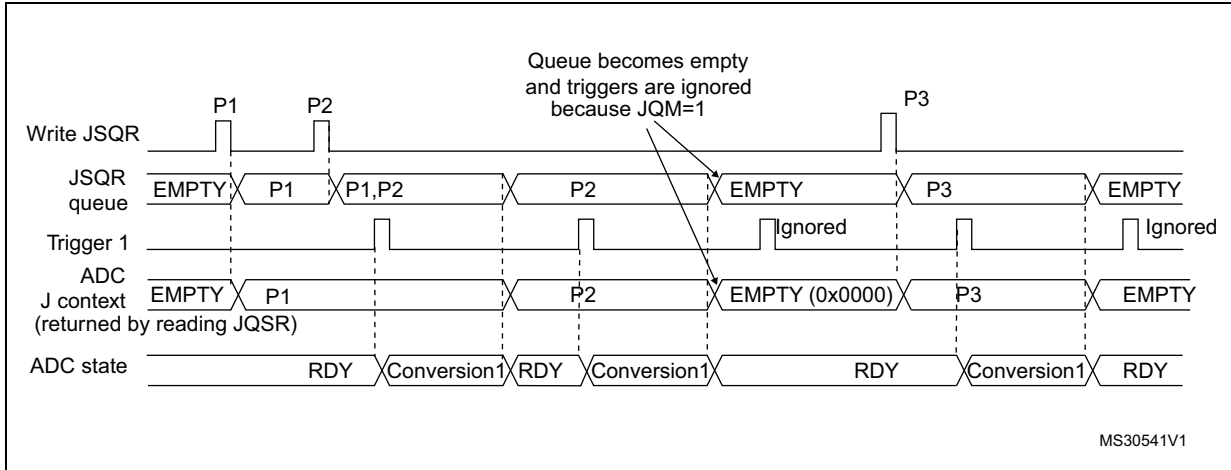 Queue becomes empty
and triggers are ignored
because JQM=1
P1 P2 P3
Write JSQR
JSQR
queue
EMPTY P1 P1,P2 P2 EMPTY P3 EMPTY
Trigger 1
Ignored Ignored
ADC
J context
(returned by reading JQSR)
EMPTY P1 P2 EMPTY (0x0000) P3 EMPTY
ADC state
RDY Conversion1 RDY Conversion1 RDY Conversion1 RDY
MS30541V1